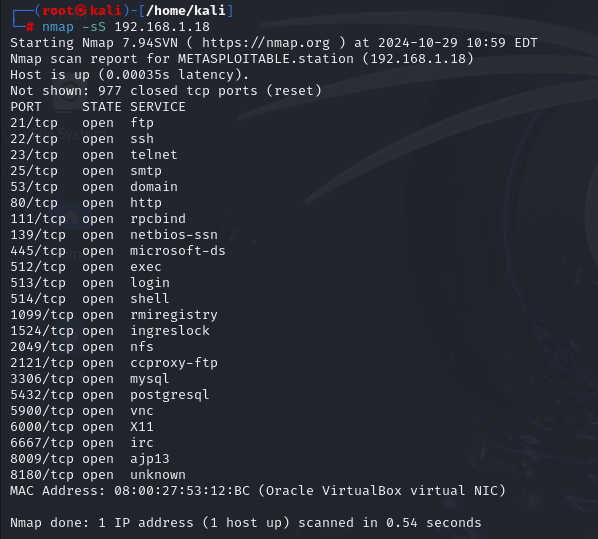 ┌──(root㉿kali)-[/home/kali]
└─# nmap -sS 192.168.1.18
Starting Nmap 7.94SVN ( https://nmap.org ) at 2024-10-29 10:59 EDT
Nmap scan report for METASPLOITABLE.station (192.168.1.18)
Host is up (0.00035s latency).
Not shown: 977 closed tcp ports (reset)
PORT     STATE SERVICE
21/tcp   open  ftp
22/tcp   open  ssh
23/tcp   open  telnet
25/tcp   open  smtp
53/tcp   open  domain
80/tcp   open  http
111/tcp  open  rpcbind
139/tcp  open  netbios-ssn
445/tcp  open  microsoft-ds
512/tcp  open  exec
513/tcp  open  login
514/tcp  open  shell
1099/tcp open  rmiregistry
1524/tcp open  ingreslock
2049/tcp open  nfs
2121/tcp open  ccproxy-ftp
3306/tcp open  mysql
5432/tcp open  postgresql
5900/tcp open  vnc
6000/tcp open  X11
6667/tcp open  irc
8009/tcp open  ajp13
8180/tcp open  unknown
MAC Address: 08:00:27:53:12:BC (Oracle VirtualBox virtual NIC)
Nmap done: 1 IP address (1 host up) scanned in 0.54 seconds